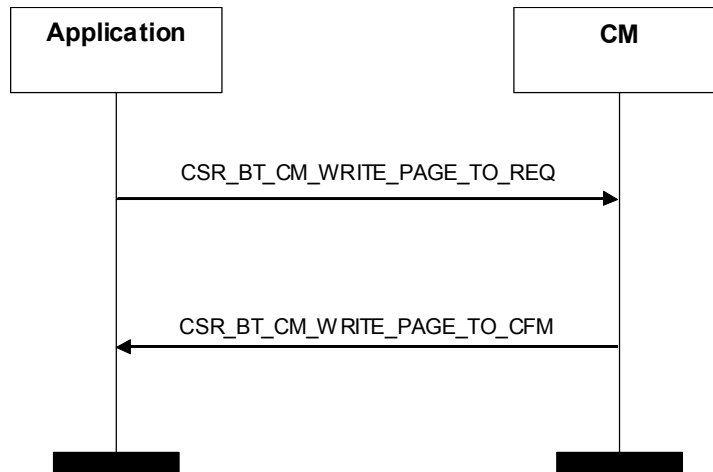 Application
CM
CSR_BT_CM_WRITE_PAGE_TO_REQ
CSR_BT_CM_WRITE_PAGE_TO_CFM